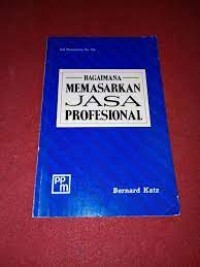 BAGAIMANA
MEMASARKAN
JASA
PROFESIONAL
ppm
Bernard Katz